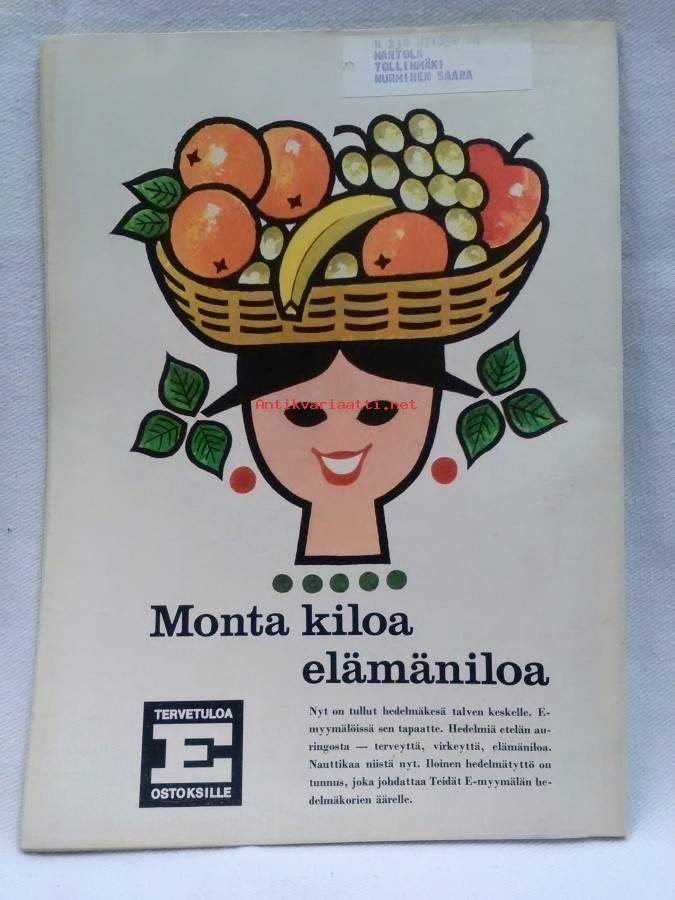 NARTOLA
TOLLINMÄKI
NURMINEN SAARA
Antikvariaatti.net
Monta kiloa
elämäniloa
TERVETULOA
E
OSTOKSILLE
Nyt on tullut hedelmäkesä talven keskelle. E-
myymälöissä sen tapaatte. Hedelmiä etelän au-
ringosta — terveyttä, virkeyttä, elämäniloa.
Nauttikaa niistä nyt. Iloinen hedelmätyttö on
tunnus, joka johdattaa Teidät E-myymälän he-
delmäkorien äärelle.